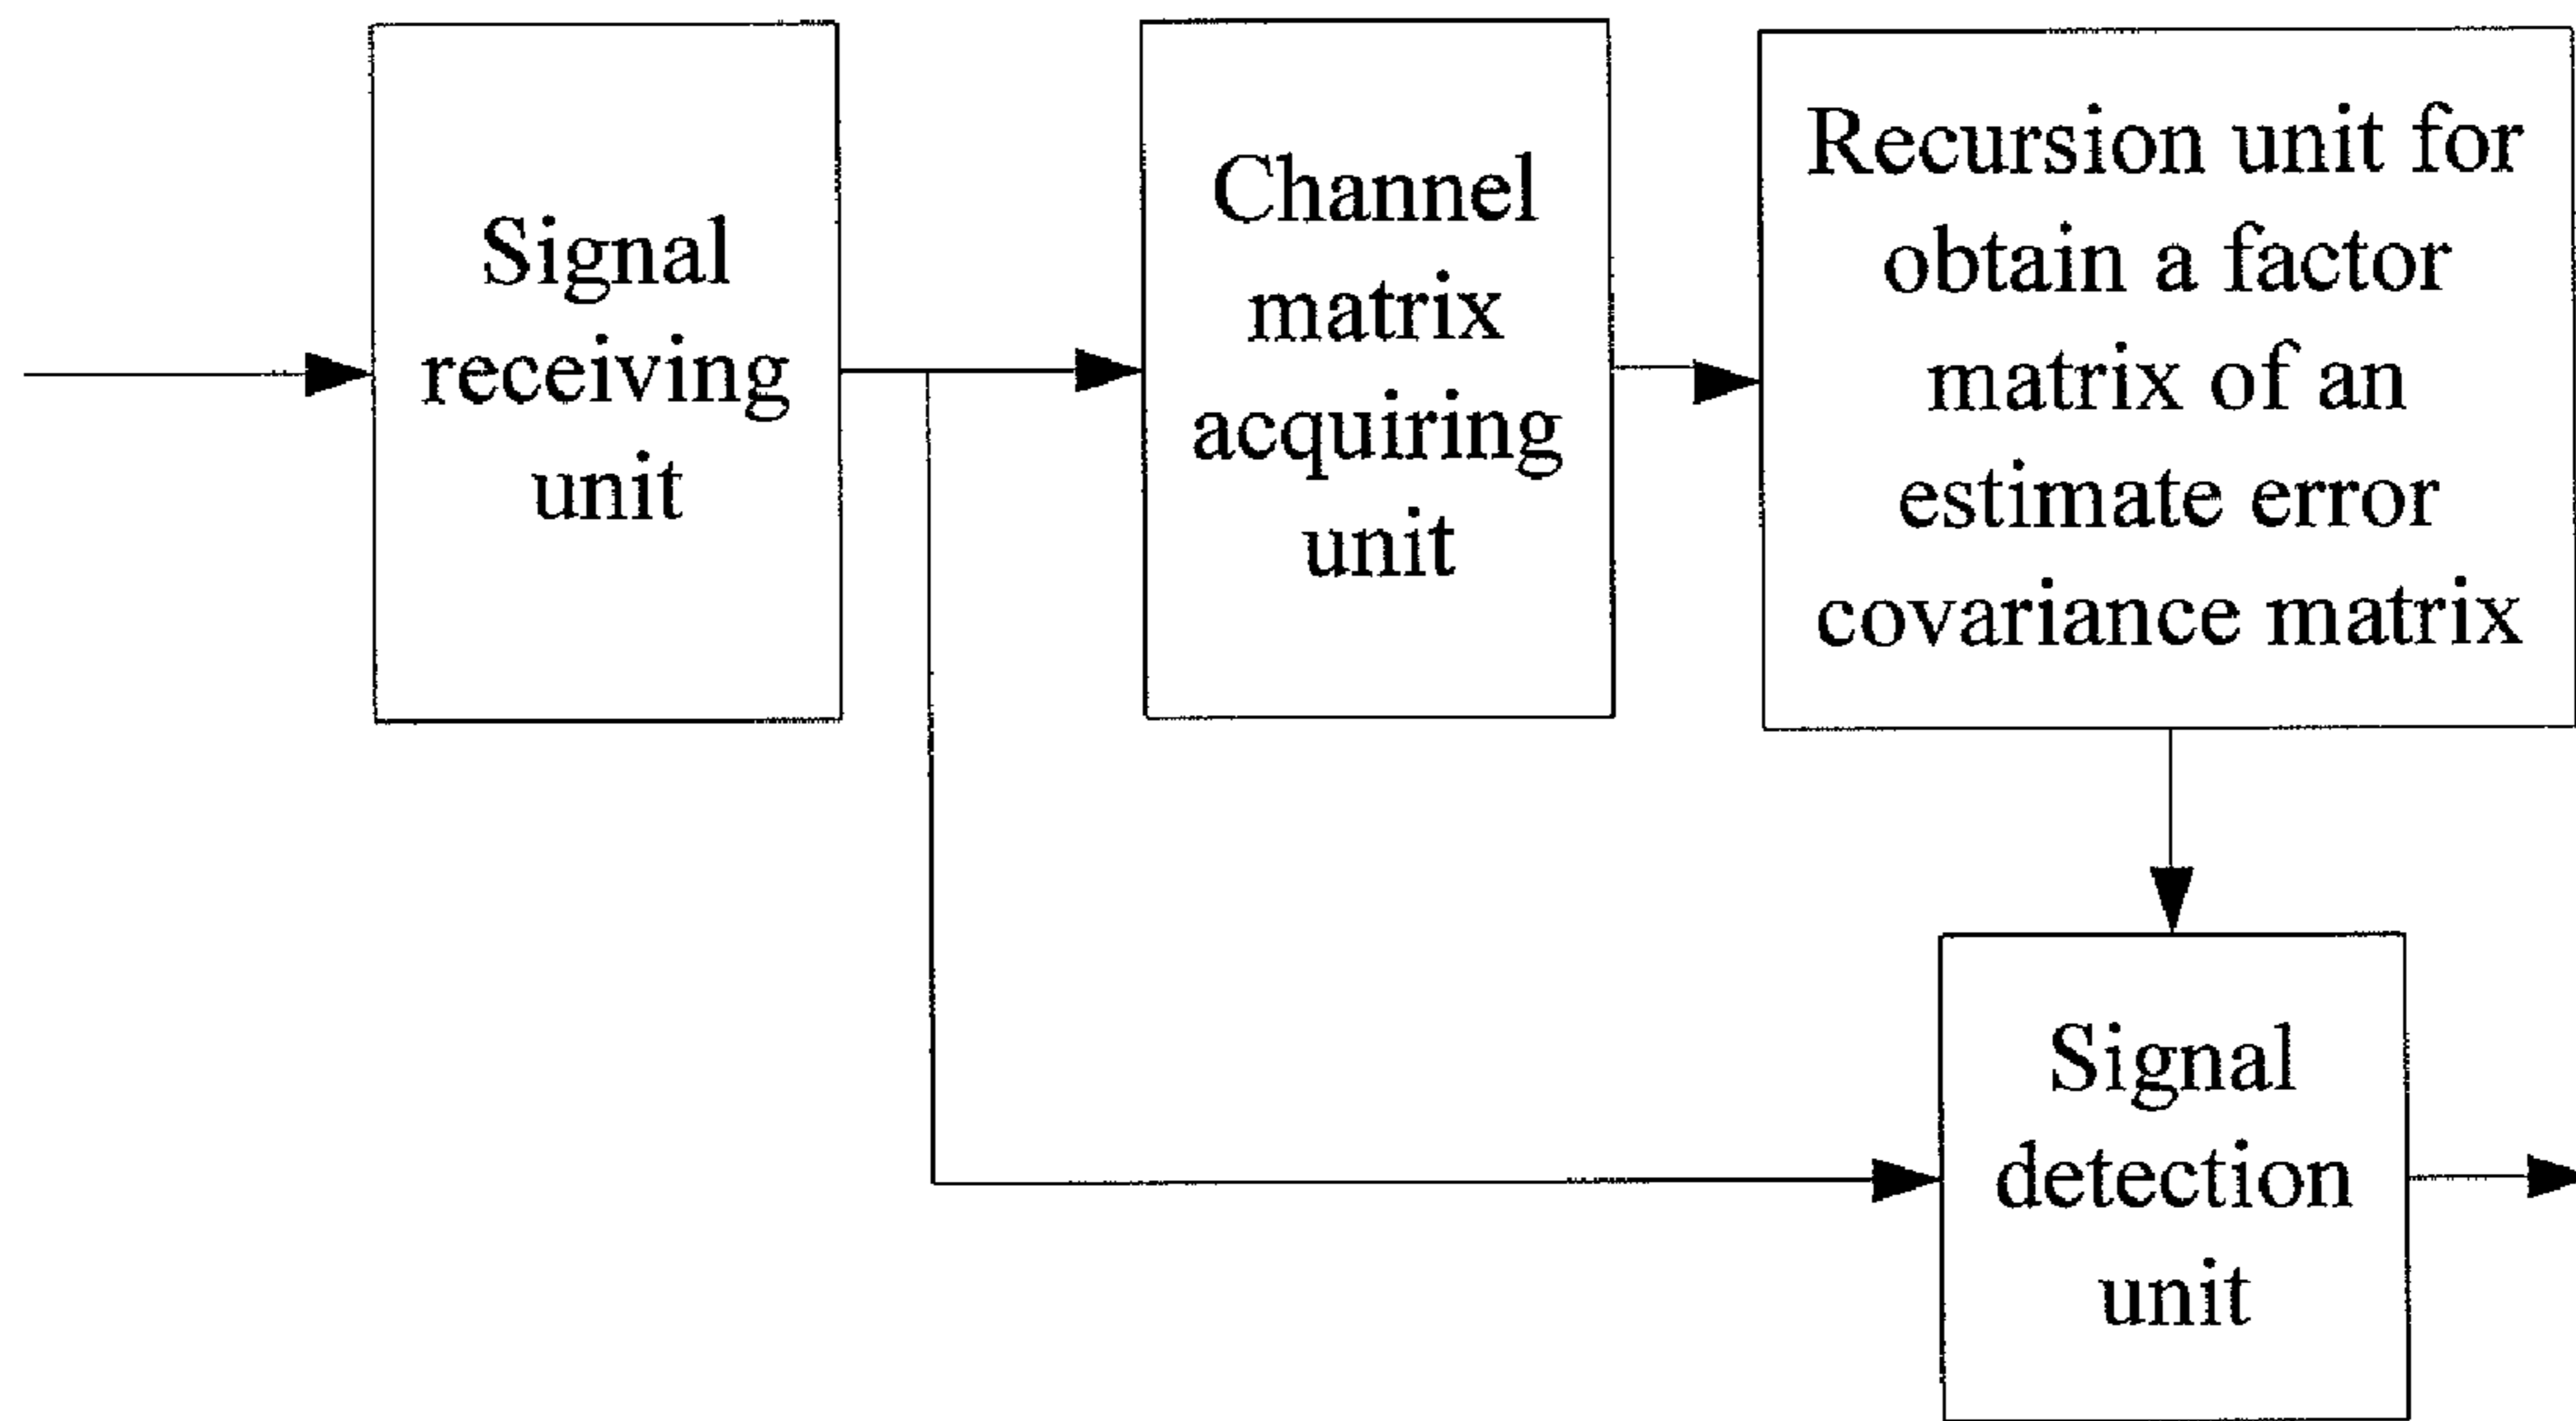 Signal
receiving
unit
Channel
matrix
acquiring
unit
Recursion unit for
obtain a factor
matrix of an
estimate error
covariance matrix
Signal
detection
unit